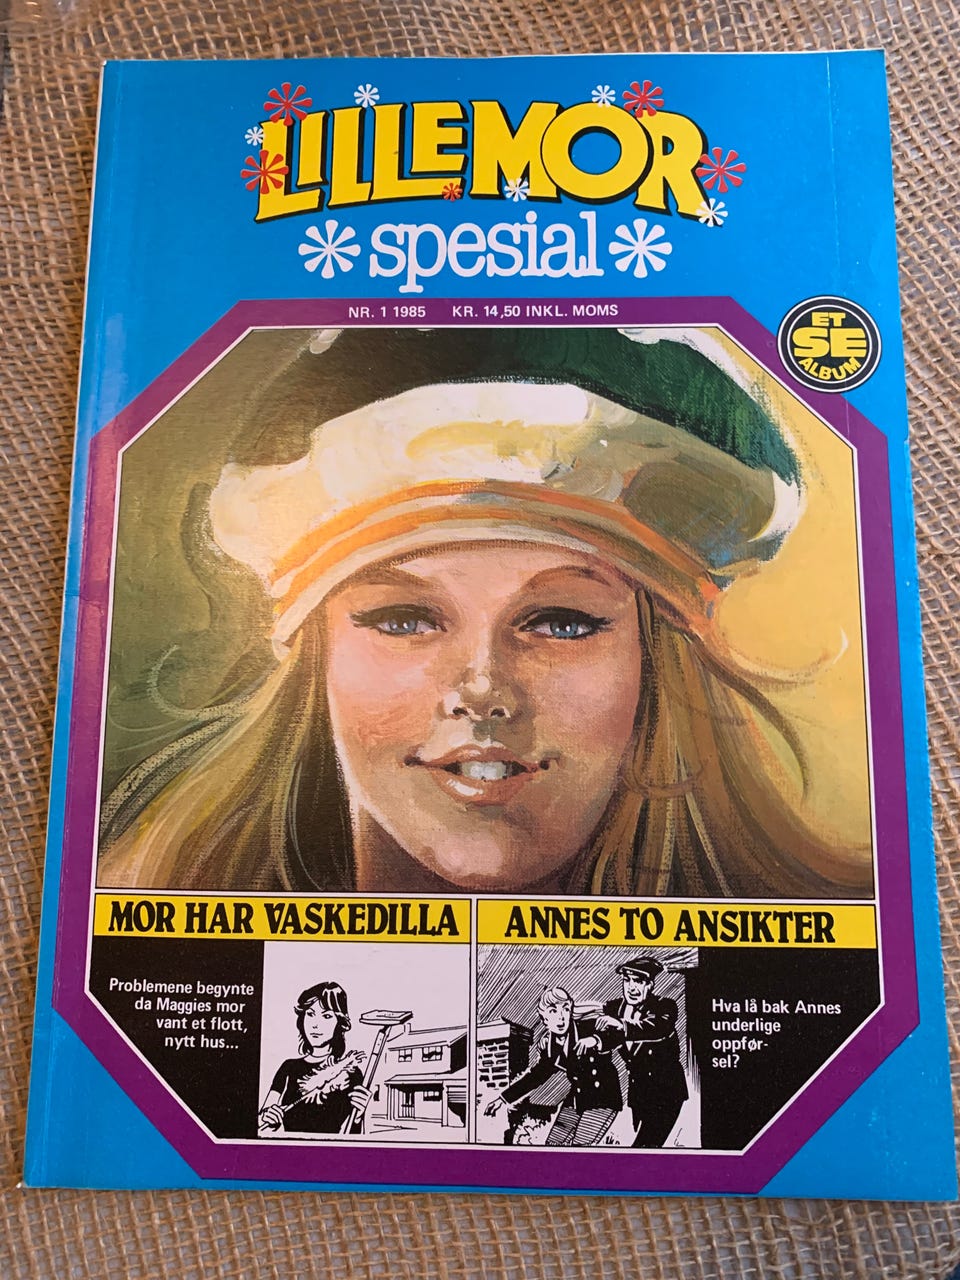 LILLEMOR
spesial
NR. 1 1985 KR. 14,50 INKL. MOMS
ET
SE
ALBUM
MOR HAR VASKEDILLA
Problemene begynte
da Maggies mor
vant et flott,
nytt hus...
ANNES TO ANSIKTER
Hva lå bak Annes
underlige
oppfør-
sel?